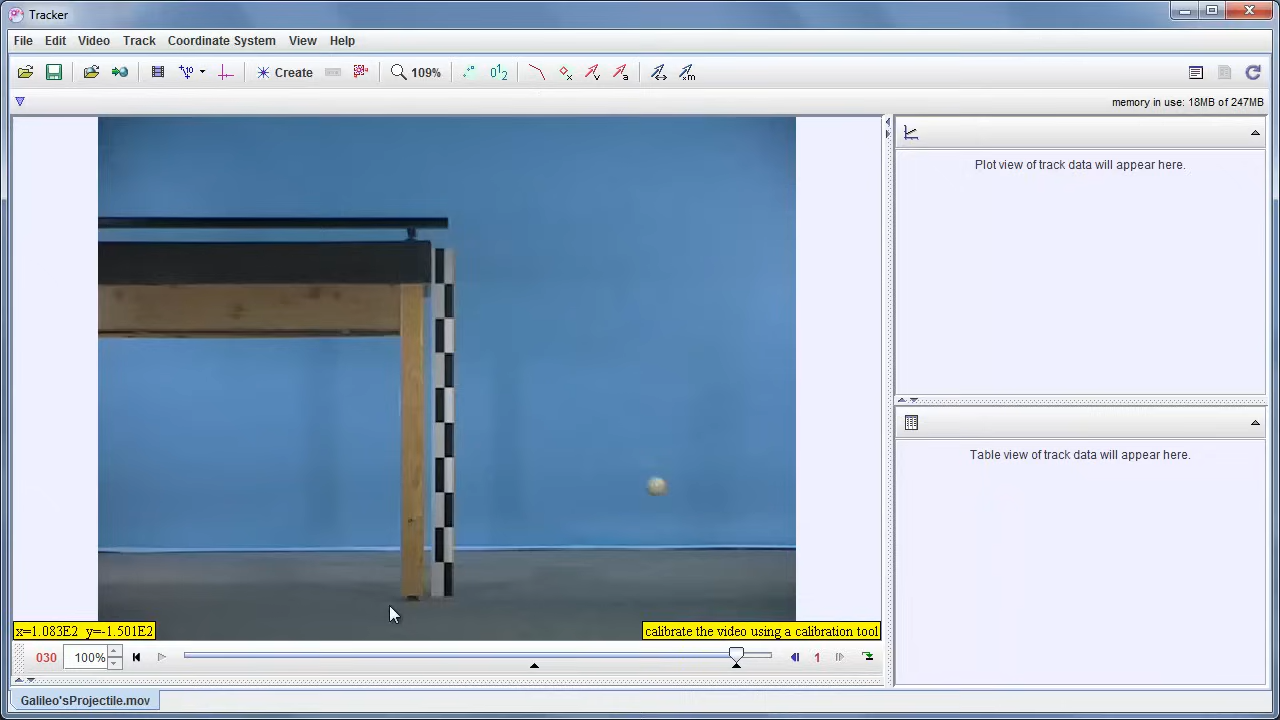 Tracker
File Edit Video Track Coordinate System View Help
Create 109%
memory in use: 18MB of 247MB
Plot view of track data will appear here.
Table view of track data will appear here.
x=1.083E2 y=-1.501E2
calibrate the video using a calibration tool
030 100% 1
Galileo'sProjectile.mov